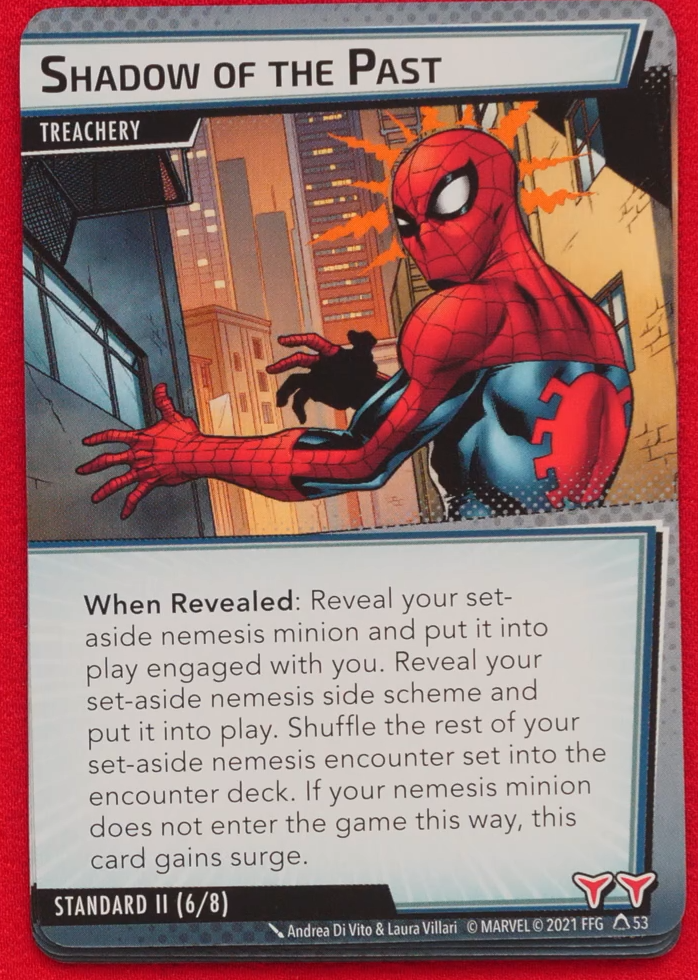 SHADOW OF THE PAST
TREACHERY
When Revealed: Reveal your set-
aside nemesis minion and put it into
play engaged with you. Reveal your
set-aside nemesis side scheme and
put it into play. Shuffle the rest of your
set-aside nemesis encounter set into the
encounter deck. If your nemesis minion
does not enter the game this way, this
card gains surge.
STANDARD II (6/8)
Andrea Di Vito & Laura Villari © MARVEL © 2021 FFG 53